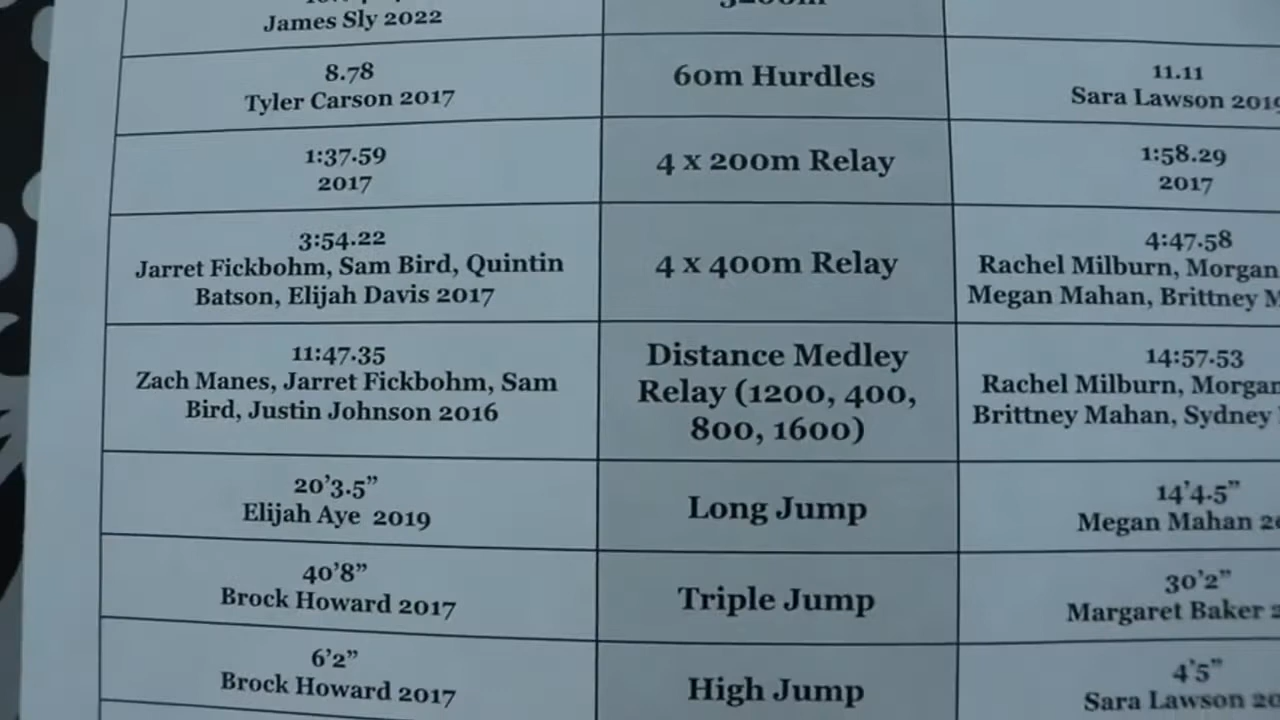 James Sly 2022
8.78
Tyler Carson 2017
60m Hurdles
11.11
Sara Lawson
1:37.59
2017
4 x 200m Relay
1:58.29
2017
3:54.22
Jarret Fickbohm, Sam Bird, Quintin
Batson, Elijah Davis 2017
4 x 400m Relay
4:47.58
Rachel Milburn, Morgan
Megan Mahan, Brittney
11:47.35
Zach Manes, Jarret Fickbohm, Sam
Bird, Justin Johnson 2016
Distance Medley
Relay (1200, 400,
800, 1600)
14:57.53
Rachel Milburn, Morgan
Brittney Mahan, Sydney
20’3.5”
Elijah Aye 2019
Long Jump
14’4.5”
Megan Mahan
40’8”
Brock Howard 2017
Triple Jump
30’2”
Margaret Baker
6’2”
Brock Howard 2017
High Jump
4’5”
Sara Lawson